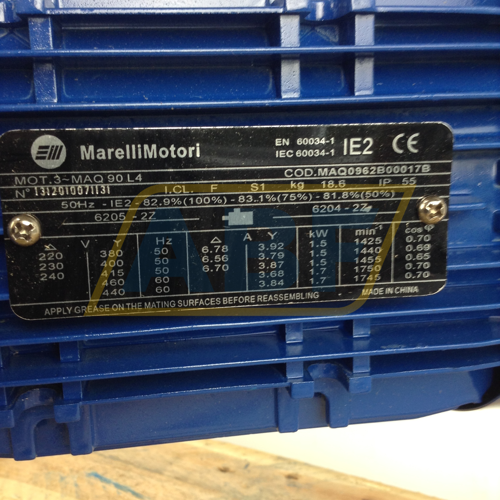 MarelliMotori
EN 60034-1
IEC 60034-1 IE2 CE
MOT.3~MAQ 90 L4 COD.MAQ0962B00017B
N° I.CL. F S1 kg 18.6 IP 55
50Hz -IE2- 82.9%(100%) - 83.1%(75%) - 81.8%(50%)
6205-2Z 6204-2Z
△ V Y Hz △ A Y kW min⁻¹ cos φ
220 380 50 6.78 3.92 1.5 1425 0.70
230 400 50 6.56 3.79 1.5 1440 0.69
240 415 50 6.70 3.87 1.5 1455 0.65
460 60 3.68 1.7 1750 0.70
440 60 3.84 1.7 1745 0.70
APPLY GREASE ON THE MATING SURFACES BEFORE REASSEMBLING MADE IN CHINA